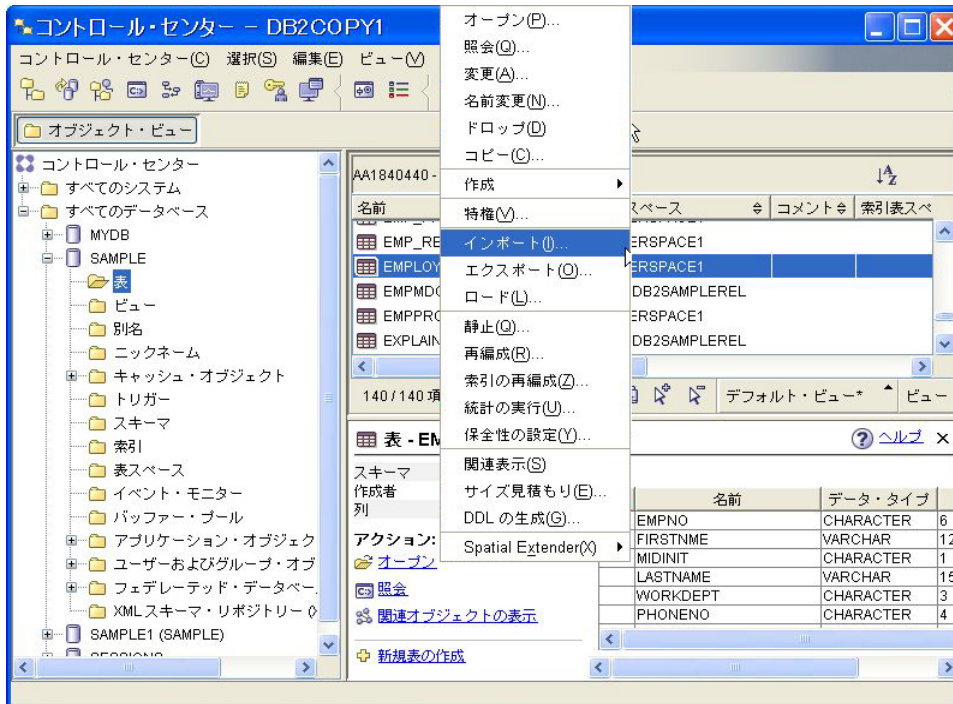 コントロール・センター - DB2COPY1
コントロール・センター(C) 選択(S) 編集(E) ビュー(V)
オブジェクト・ビュー
コントロール・センター
すべてのシステム
すべてのデータベース
MYDB
SAMPLE
表
ビュー
別名
ニックネーム
キャッシュ・オブジェクト
トリガー
スキーマ
索引
表スペース
イベント・モニター
バッファー・プール
アプリケーション・オブジェク
ユーザーおよびグループ・オブ
フェデレーテッド・データベー.
XML スキーマ・リポジトリー
SAMPLE1 (SAMPLE)
オープン(P)...
照会(Q)...
変更(A)...
名前変更(N)...
ドロップ(D)
コピー(C)...
作成
特権(V)...
インポート(I)...
エクスポート(O)...
ロード(L)...
静止(Q)...
再編成(R)...
索引の再編成(Z)...
統計の実行(U)...
保全性の設定(Y)...
関連表示(S)
サイズ見積もり(E)...
DDL の生成(G)...
Spatial Extender(X)
AA1840440 -
名前 スペース コメント 索引表スペ
EMP_RE ERSPACE1
EMPLOY ERSPACE1
EMPMDC DB2SAMPLEREL
EMPPRO ERSPACE1
EXPLAIN DB2SAMPLEREL
140/140 項 デフォルト・ビュー* ビュー
表 - EM ヘルプ
スキーマ
作成者
列
アクション:
オープン
照会
関連オブジェクトの表示
新規表の作成
名前 データ・タイプ
EMPNO CHARACTER 6
FIRSTNME VARCHAR 12
MIDINIT CHARACTER 1
LASTNAME VARCHAR 15
WORKDEPT CHARACTER 3
PHONENO CHARACTER 4